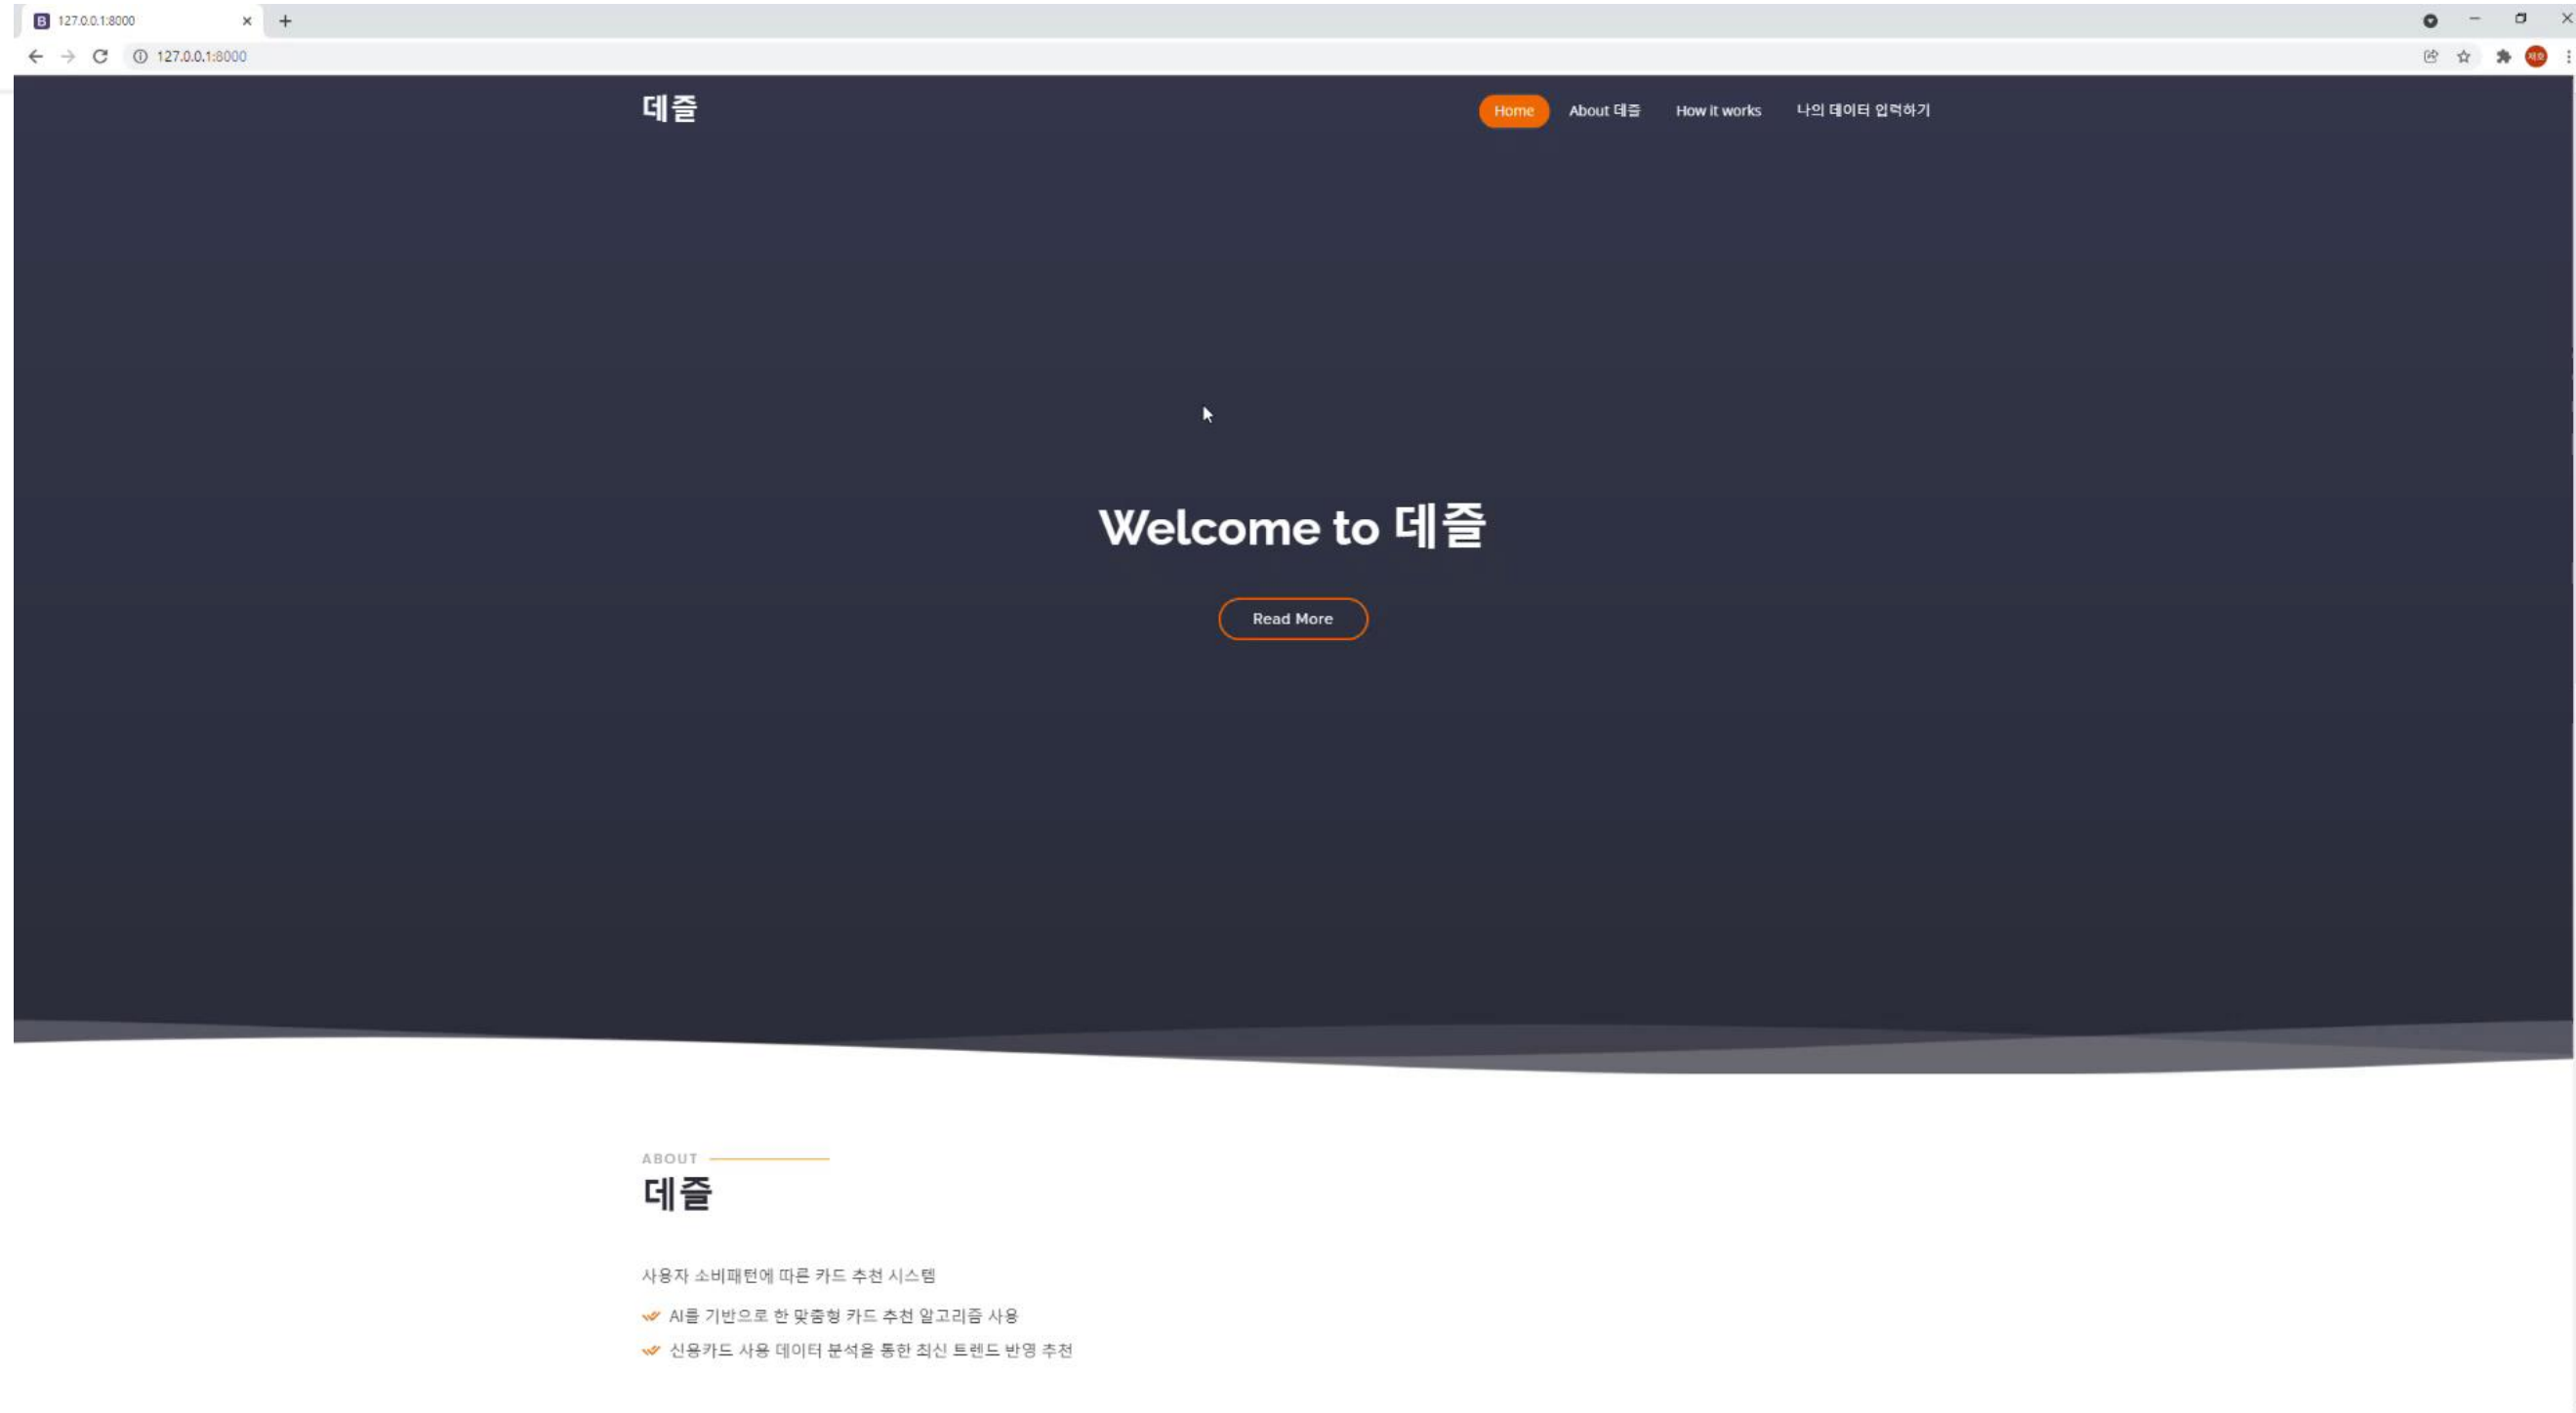 127.0.0.1:8000
127.0.0.1:8000
제호
데즐
Home About 데즐 How it works 나의 데이터 입력하기
Welcome to 데즐
Read More
ABOUT
데즐
사용자 소비패턴에 따른 카드 추천 시스템
AI를 기반으로 한 맞춤형 카드 추천 알고리즘 사용
신용카드 사용 데이터 분석을 통한 최신 트렌드 반영 추천